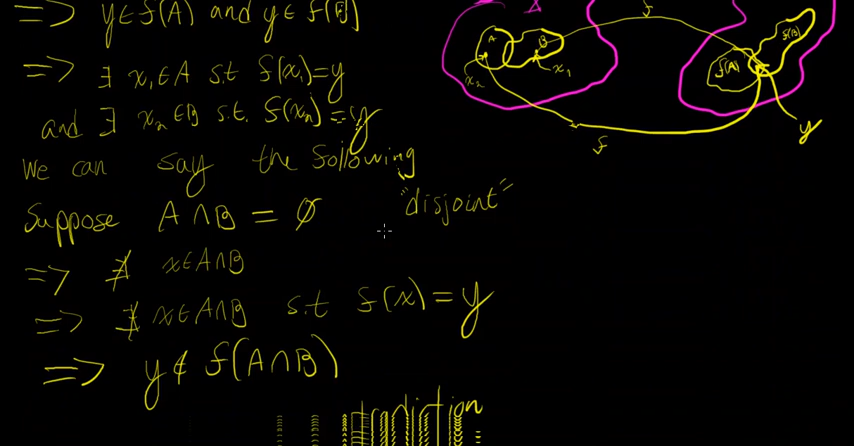 => y∈f(A) and y∈f(B)
=> ∃ x₁∈A s.t f(x₁)=y
and ∃ x₂∈B s.t. f(x₂)=y
We can say the following
Suppose A∩B = ∅ "disjoint"
=> ∄ x∈A∩B
=> ∄ x∈A∩B s.t f(x)=y
=> y∉ f(A∩B)
X f
A B f(A) f(B)
x₂ x₁
y
f